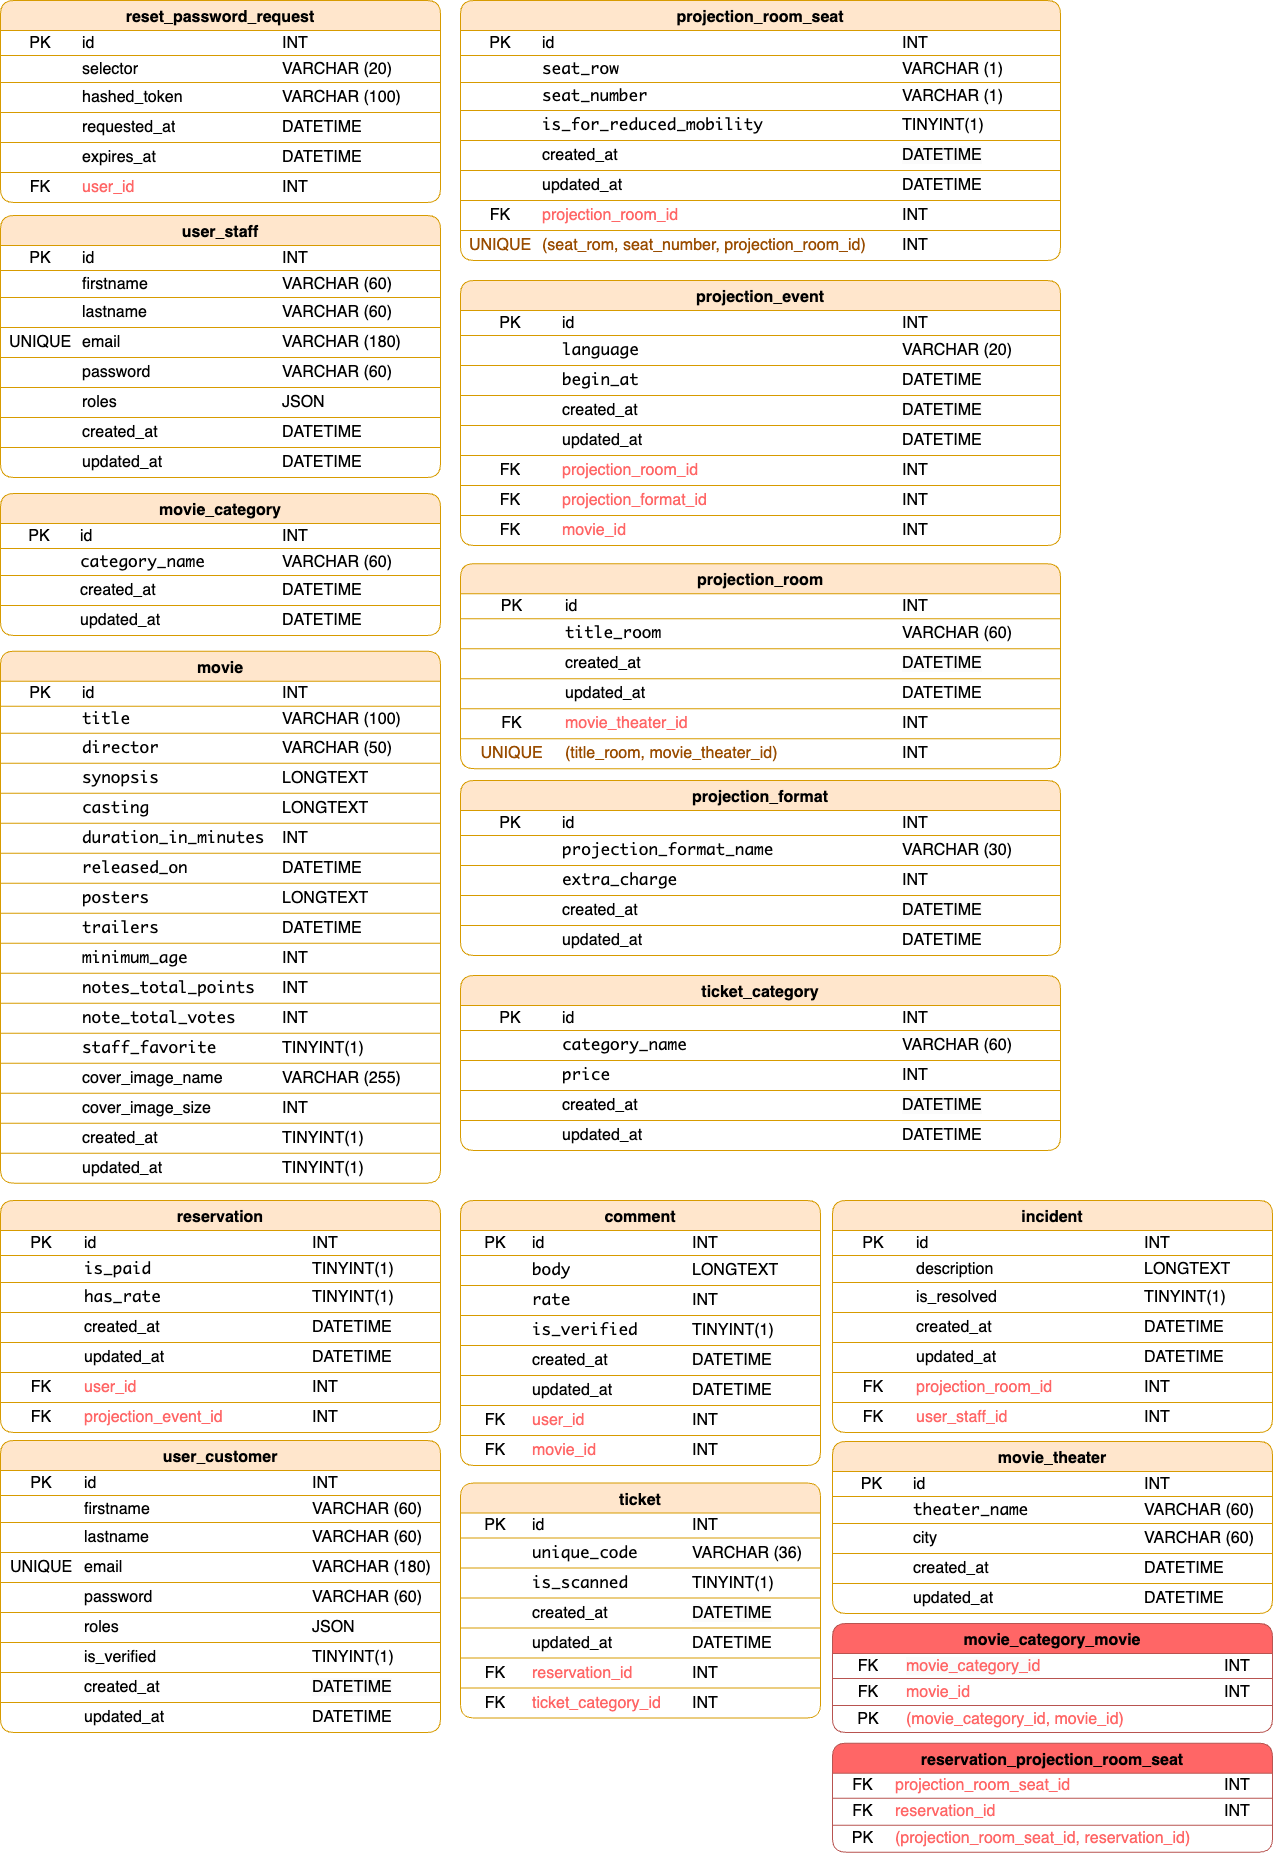 reset_password_request
PK id INT
selector VARCHAR (20)
hashed_token VARCHAR (100)
requested_at DATETIME
expires_at DATETIME
FK user_id INT
user_staff
PK id INT
firstname VARCHAR (60)
lastname VARCHAR (60)
UNIQUE email VARCHAR (180)
password VARCHAR (60)
roles JSON
created_at DATETIME
updated_at DATETIME
movie_category
PK id INT
category_name VARCHAR (60)
created_at DATETIME
updated_at DATETIME
movie
PK id INT
title VARCHAR (100)
director VARCHAR (50)
synopsis LONGTEXT
casting LONGTEXT
duration_in_minutes INT
released_on DATETIME
posters LONGTEXT
trailers DATETIME
minimum_age INT
notes_total_points INT
note_total_votes INT
staff_favorite TINYINT(1)
cover_image_name VARCHAR (255)
cover_image_size INT
created_at TINYINT(1)
updated_at TINYINT(1)
projection_room_seat
PK id INT
seat_row VARCHAR (1)
seat_number VARCHAR (1)
is_for_reduced_mobility TINYINT(1)
created_at DATETIME
updated_at DATETIME
FK projection_room_id INT
UNIQUE (seat_rom, seat_number, projection_room_id) INT
projection_event
PK id INT
language VARCHAR (20)
begin_at DATETIME
created_at DATETIME
updated_at DATETIME
FK projection_room_id INT
FK projection_format_id INT
FK movie_id INT
projection_room
PK id INT
title_room VARCHAR (60)
created_at DATETIME
updated_at DATETIME
FK movie_theater_id INT
UNIQUE (title_room, movie_theater_id) INT
projection_format
PK id INT
projection_format_name VARCHAR (30)
extra_charge INT
created_at DATETIME
updated_at DATETIME
ticket_category
PK id INT
category_name VARCHAR (60)
price INT
created_at DATETIME
updated_at DATETIME
reservation
PK id INT
is_paid TINYINT(1)
has_rate TINYINT(1)
created_at DATETIME
updated_at DATETIME
FK user_id INT
FK projection_event_id INT
user_customer
PK id INT
firstname VARCHAR (60)
lastname VARCHAR (60)
UNIQUE email VARCHAR (180)
password VARCHAR (60)
roles JSON
is_verified TINYINT(1)
created_at DATETIME
updated_at DATETIME
comment
PK id INT
body LONGTEXT
rate INT
is_verified TINYINT(1)
created_at DATETIME
updated_at DATETIME
FK user_id INT
FK movie_id INT
ticket
PK id INT
unique_code VARCHAR (36)
is_scanned TINYINT(1)
created_at DATETIME
updated_at DATETIME
FK reservation_id INT
FK ticket_category_id INT
incident
PK id INT
description LONGTEXT
is_resolved TINYINT(1)
created_at DATETIME
updated_at DATETIME
FK projection_room_id INT
FK user_staff_id INT
movie_theater
PK id INT
theater_name VARCHAR (60)
city VARCHAR (60)
created_at DATETIME
updated_at DATETIME
movie_category_movie
FK movie_category_id INT
FK movie_id INT
PK (movie_category_id, movie_id)
reservation_projection_room_seat
FK projection_room_seat_id INT
FK reservation_id INT
PK (projection_room_seat_id, reservation_id)